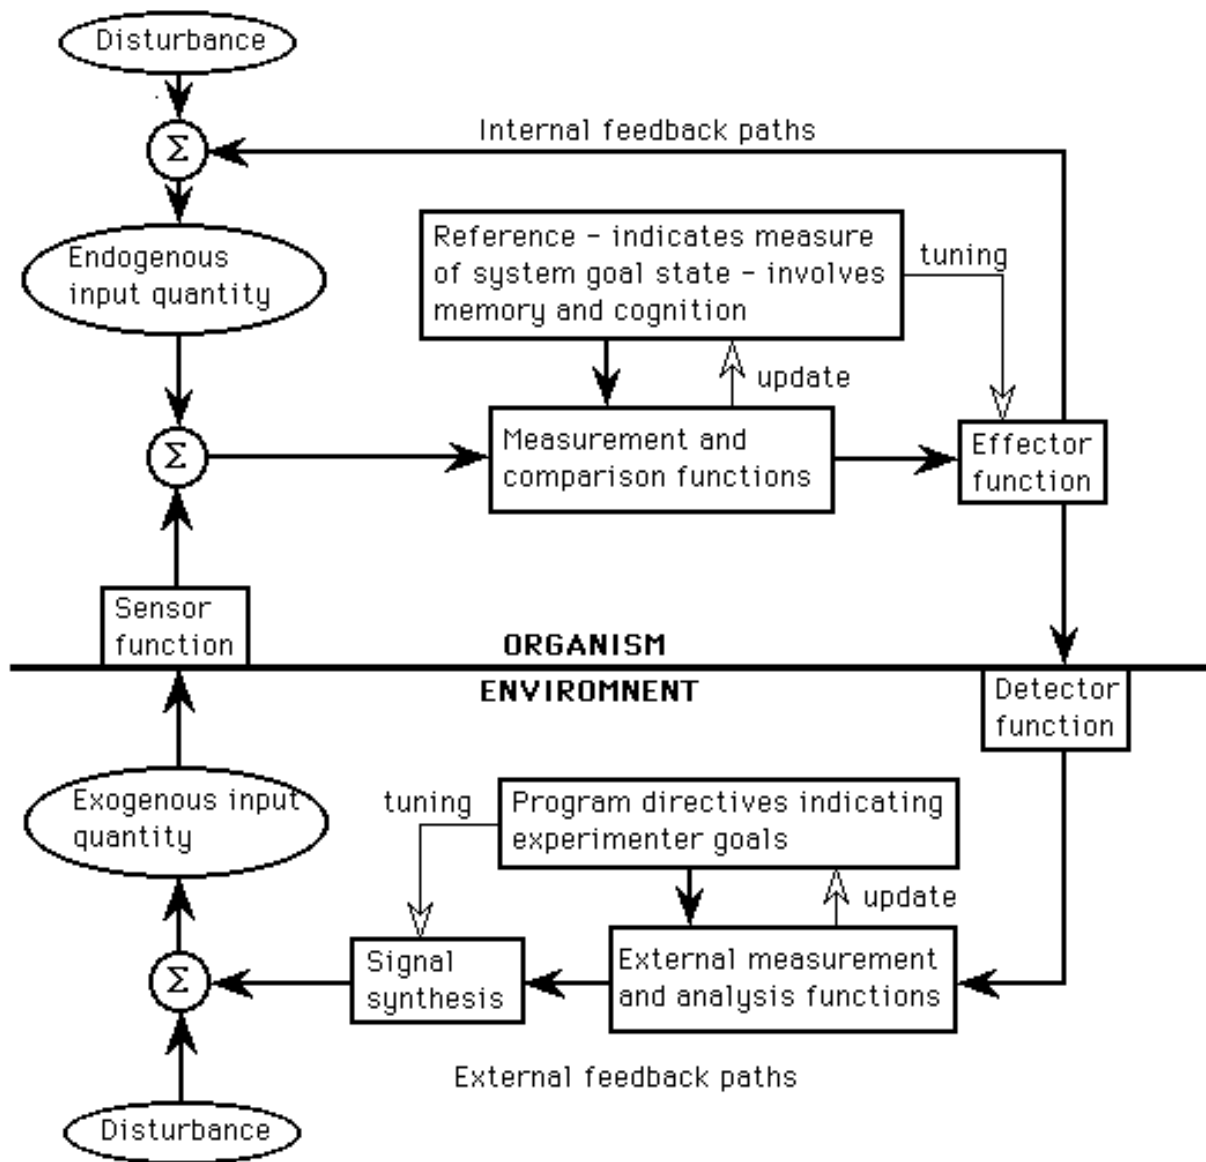 Disturbance
Σ
Internal feedback paths
Endogenous
input quantity
Reference – indicates measure
of system goal state – involves
memory and cognition
tuning
update
Σ
Measurement and
comparison functions
Effector
function
Sensor
function
ORGANISM
ENVIROMNENT
Detector
function
Exogenous input
quantity
tuning
Program directives indicating
experimenter goals
update
Σ
Signal
synthesis
External measurement
and analysis functions
External feedback paths
Disturbance